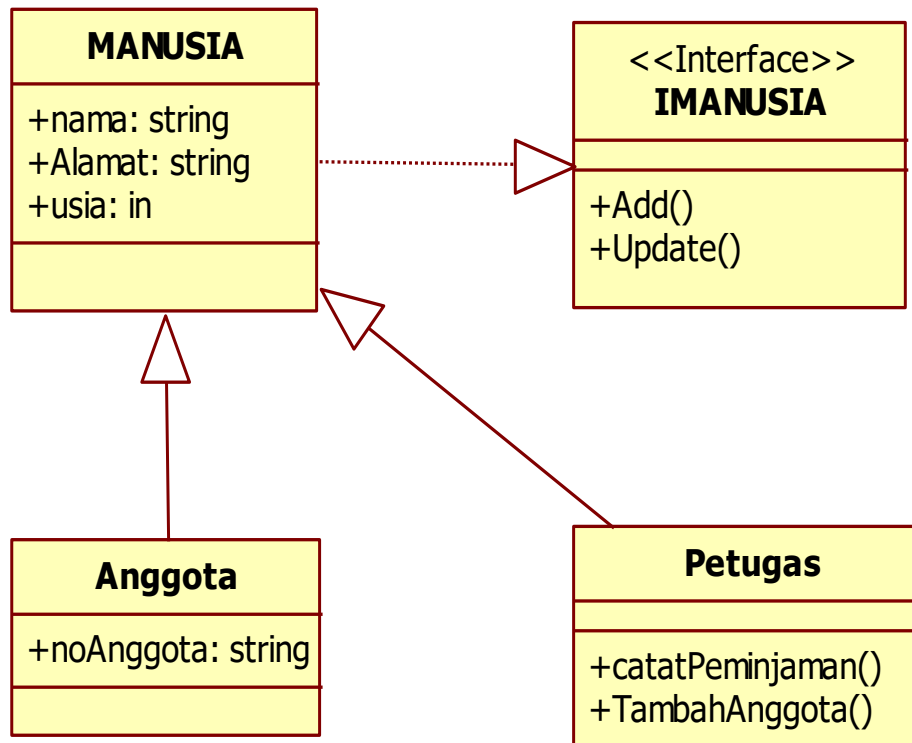 MANUSIA
+nama: string
+Alamat: string
+usia: in
<<Interface>>
IMANUSIA
+Add()
+Update()
Anggota
+noAnggota: string
Petugas
+catatPeminjaman()
+TambahAnggota()